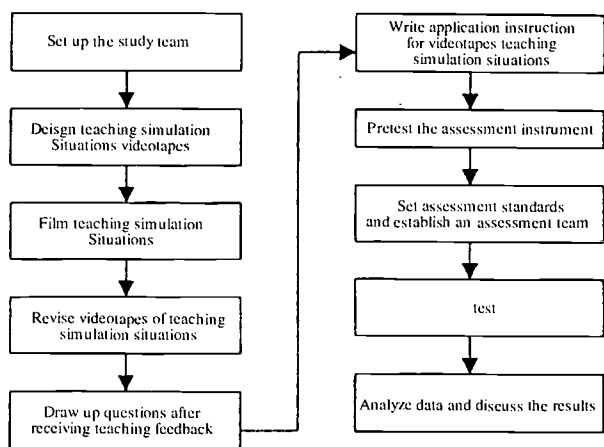 Set up the study team
Deisgn teaching simulation
Situations videotapes
Film teaching simulation
Situations
Revise videotapes of teaching
simulation situations
Draw up questions after
receiving teaching feedback
Write application instruction
for videotapes teaching
simulation situations
Pretest the assessment instrument
Set assessment standards
and establish an assessment team
test
Analyze data and discuss the results